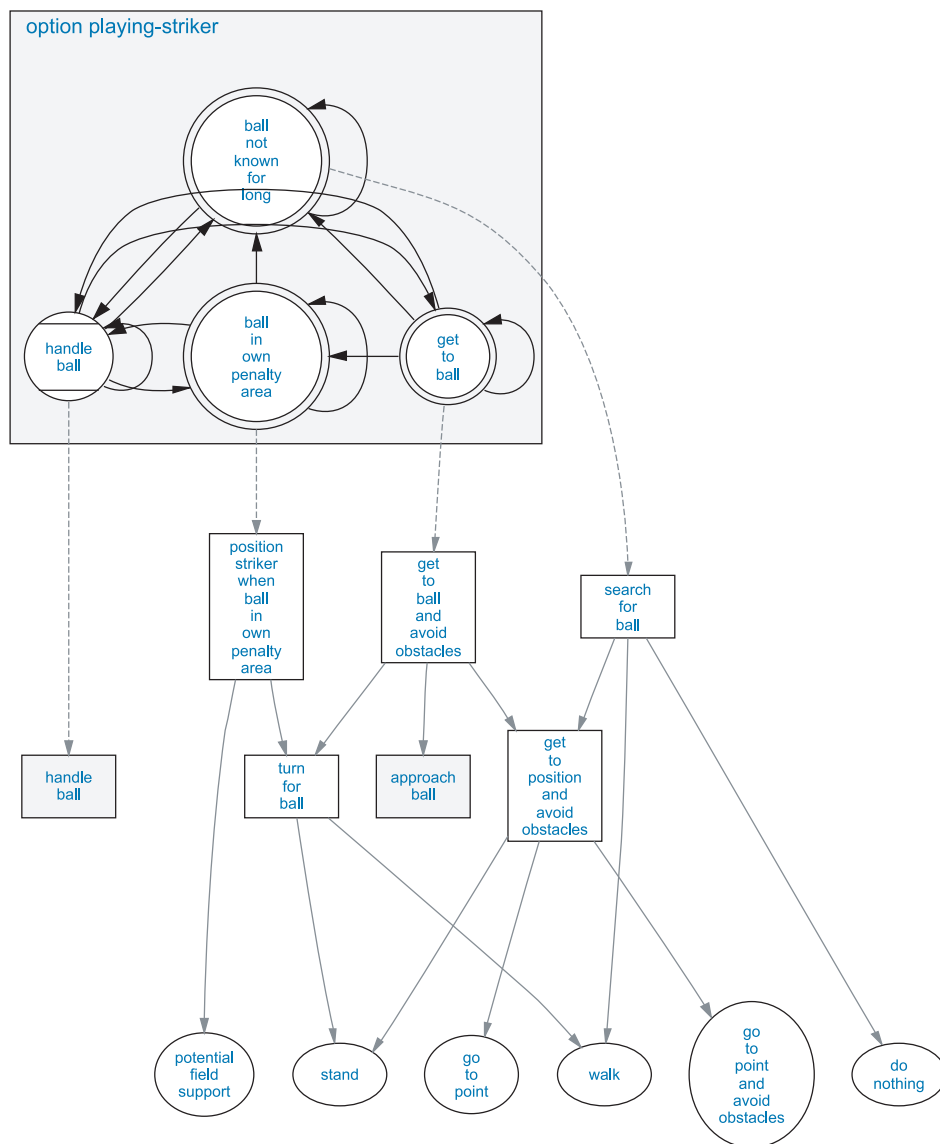 option playing-striker
ball
not
known
for
long
handle
ball
ball
in
own
penalty
area
get
to
ball
position
striker
when
ball
in
own
penalty
area
get
to
ball
and
avoid
obstacles
search
for
ball
handle
ball
turn
for
ball
approach
ball
get
to
position
and
avoid
obstacles
potential
field
support
stand
go
to
point
walk
go
to
point
and
avoid
obstacles
do
nothing